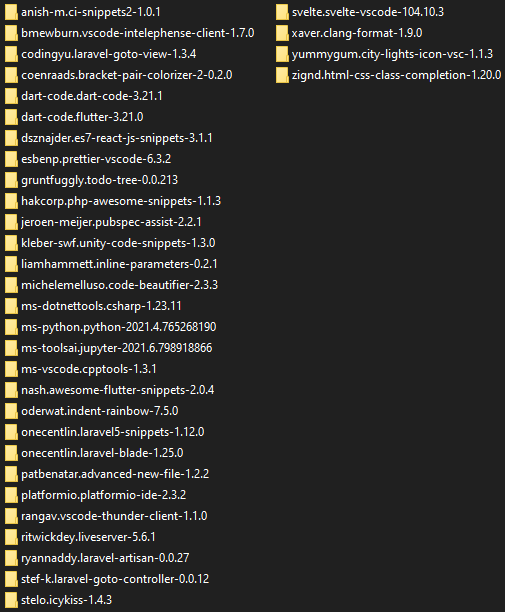 anish-m.ci-snippets2-1.0.1
bmewburn.vscode-intelephense-client-1.7.0
codingyu.laravel-goto-view-1.3.4
coenraads.bracket-pair-colorizer-2-0.2.0
dart-code.dart-code-3.21.1
dart-code.flutter-3.21.0
dsznajder.es7-react-js-snippets-3.1.1
esbenp.prettier-vscode-6.3.2
gruntfuggly.todo-tree-0.0.213
hakcorp.php-awesome-snippets-1.1.3
jeroen-meijer.pubspec-assist-2.2.1
kleber-swf.unity-code-snippets-1.3.0
liamhammett.inline-parameters-0.2.1
michelemelluso.code-beautifier-2.3.3
ms-dotnettools.csharp-1.23.11
ms-python.python-2021.4.765268190
ms-toolsai.jupyter-2021.6.798918866
ms-vscode.cpptools-1.3.1
nash.awesome-flutter-snippets-2.0.4
oderwat.indent-rainbow-7.5.0
onecentlin.laravel5-snippets-1.12.0
onecentlin.laravel-blade-1.25.0
patbenatar.advanced-new-file-1.2.2
platformio.platformio-ide-2.3.2
rangav.vscode-thunder-client-1.1.0
ritwickdey.liveserver-5.6.1
ryannaddy.laravel-artisan-0.0.27
stef-k.laravel-goto-controller-0.0.12
stelo.icykiss-1.4.3
svelte.svelte-vscode-104.10.3
xaver.clang-format-1.9.0
yummygum.city-lights-icon-vsc-1.1.3
zignd.html-css-class-completion-1.20.0